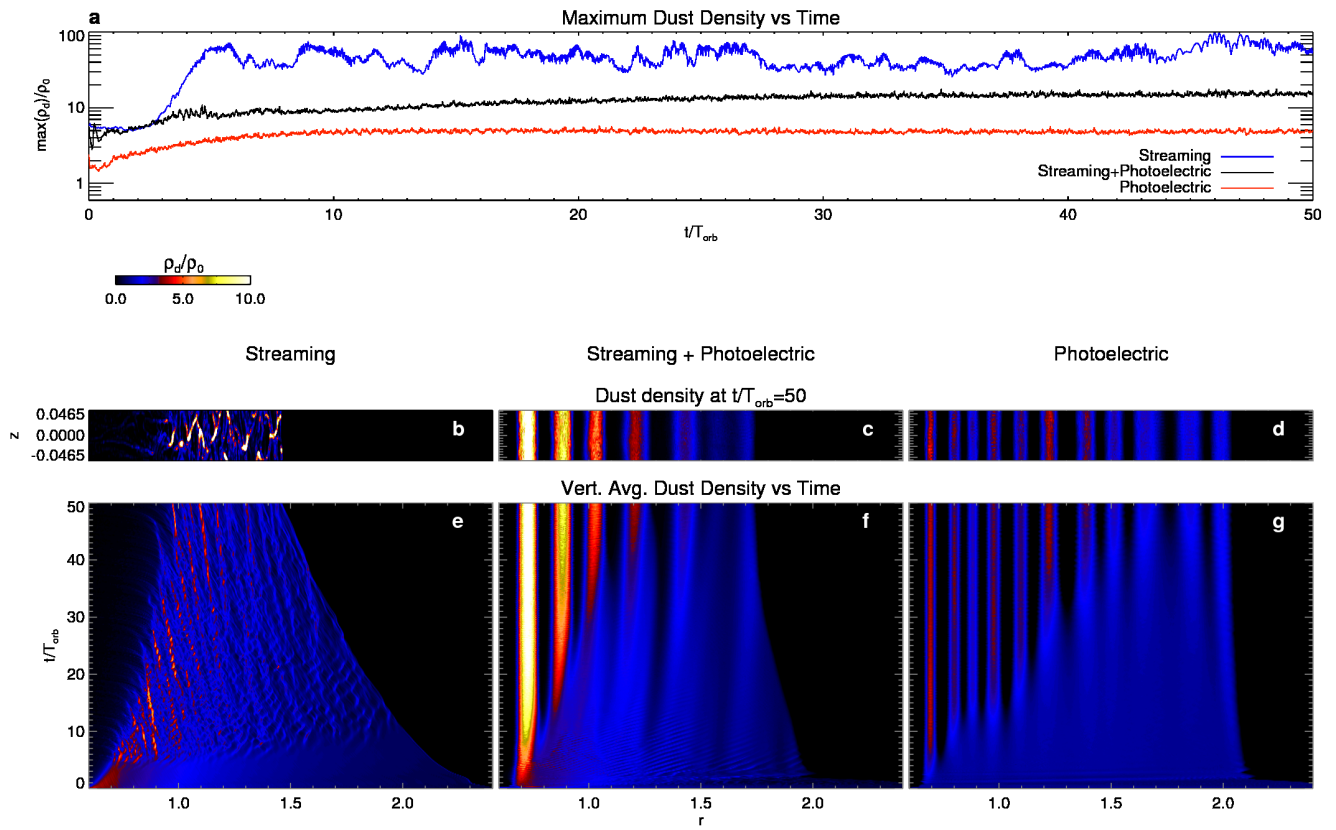 a Maximum Dust Density vs Time
100
10
1
max(ρd)/ρ0
Streaming
Streaming+Photoelectric
Photoelectric
0 10 20 30 40 50
t/Torb
ρd/ρ0
0.0 5.0 10.0
Streaming Streaming + Photoelectric Photoelectric
Dust density at t/Torb=50
0.0465
0.0000
-0.0465
z
b c d
Vert. Avg. Dust Density vs Time
50
40
30
20
10
0
t/Torb
e f g
1.0 1.5 2.0 1.0 1.5 2.0 1.0 1.5 2.0
r